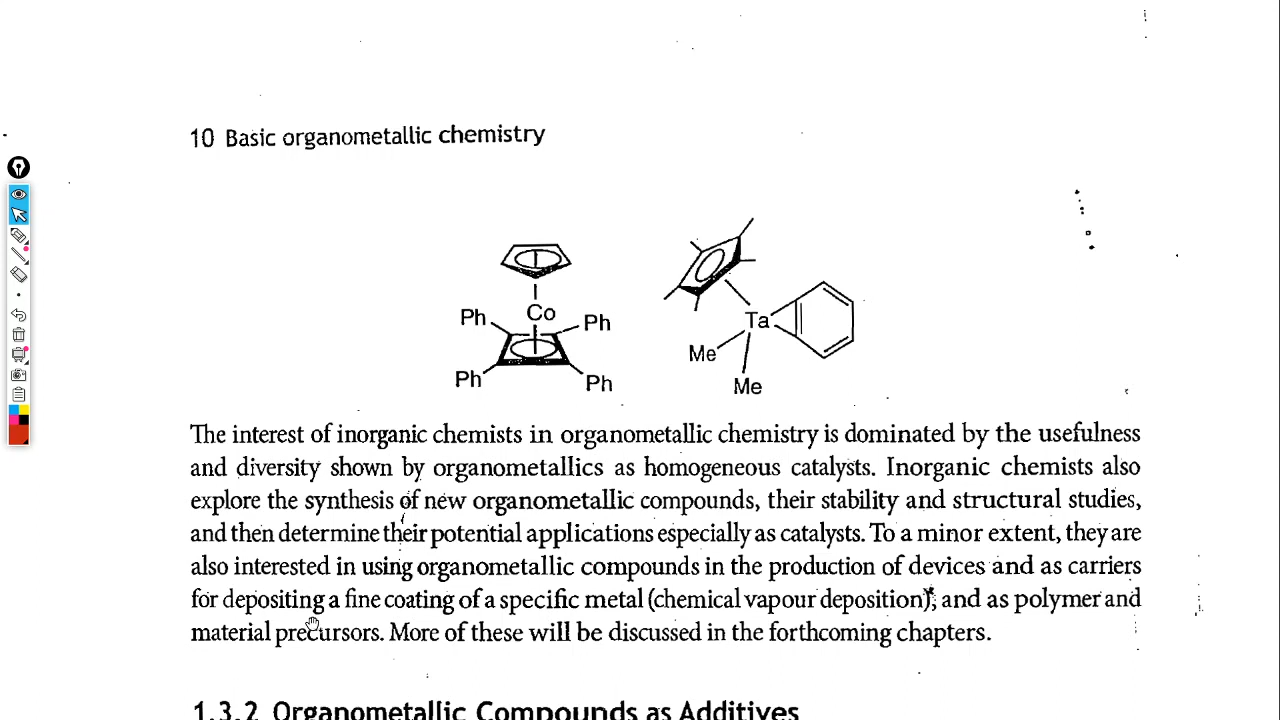 10 Basic organometallic chemistry
Co
Ph
Ph
Ph
Ph
Ta
Me
Me
The interest of inorganic chemists in organometallic chemistry is dominated by the usefulness
and diversity shown by organometallics as homogeneous catalysts. Inorganic chemists also
explore the synthesis of new organometallic compounds, their stability and structural studies,
and then determine their potential applications especially as catalysts. To a minor extent, they are
also interested in using organometallic compounds in the production of devices and as carriers
for depositing a fine coating of a specific metal (chemical vapour deposition), and as polymer and
material precursors. More of these will be discussed in the forthcoming chapters.
1.3.2 Organometallic Compounds as Additives